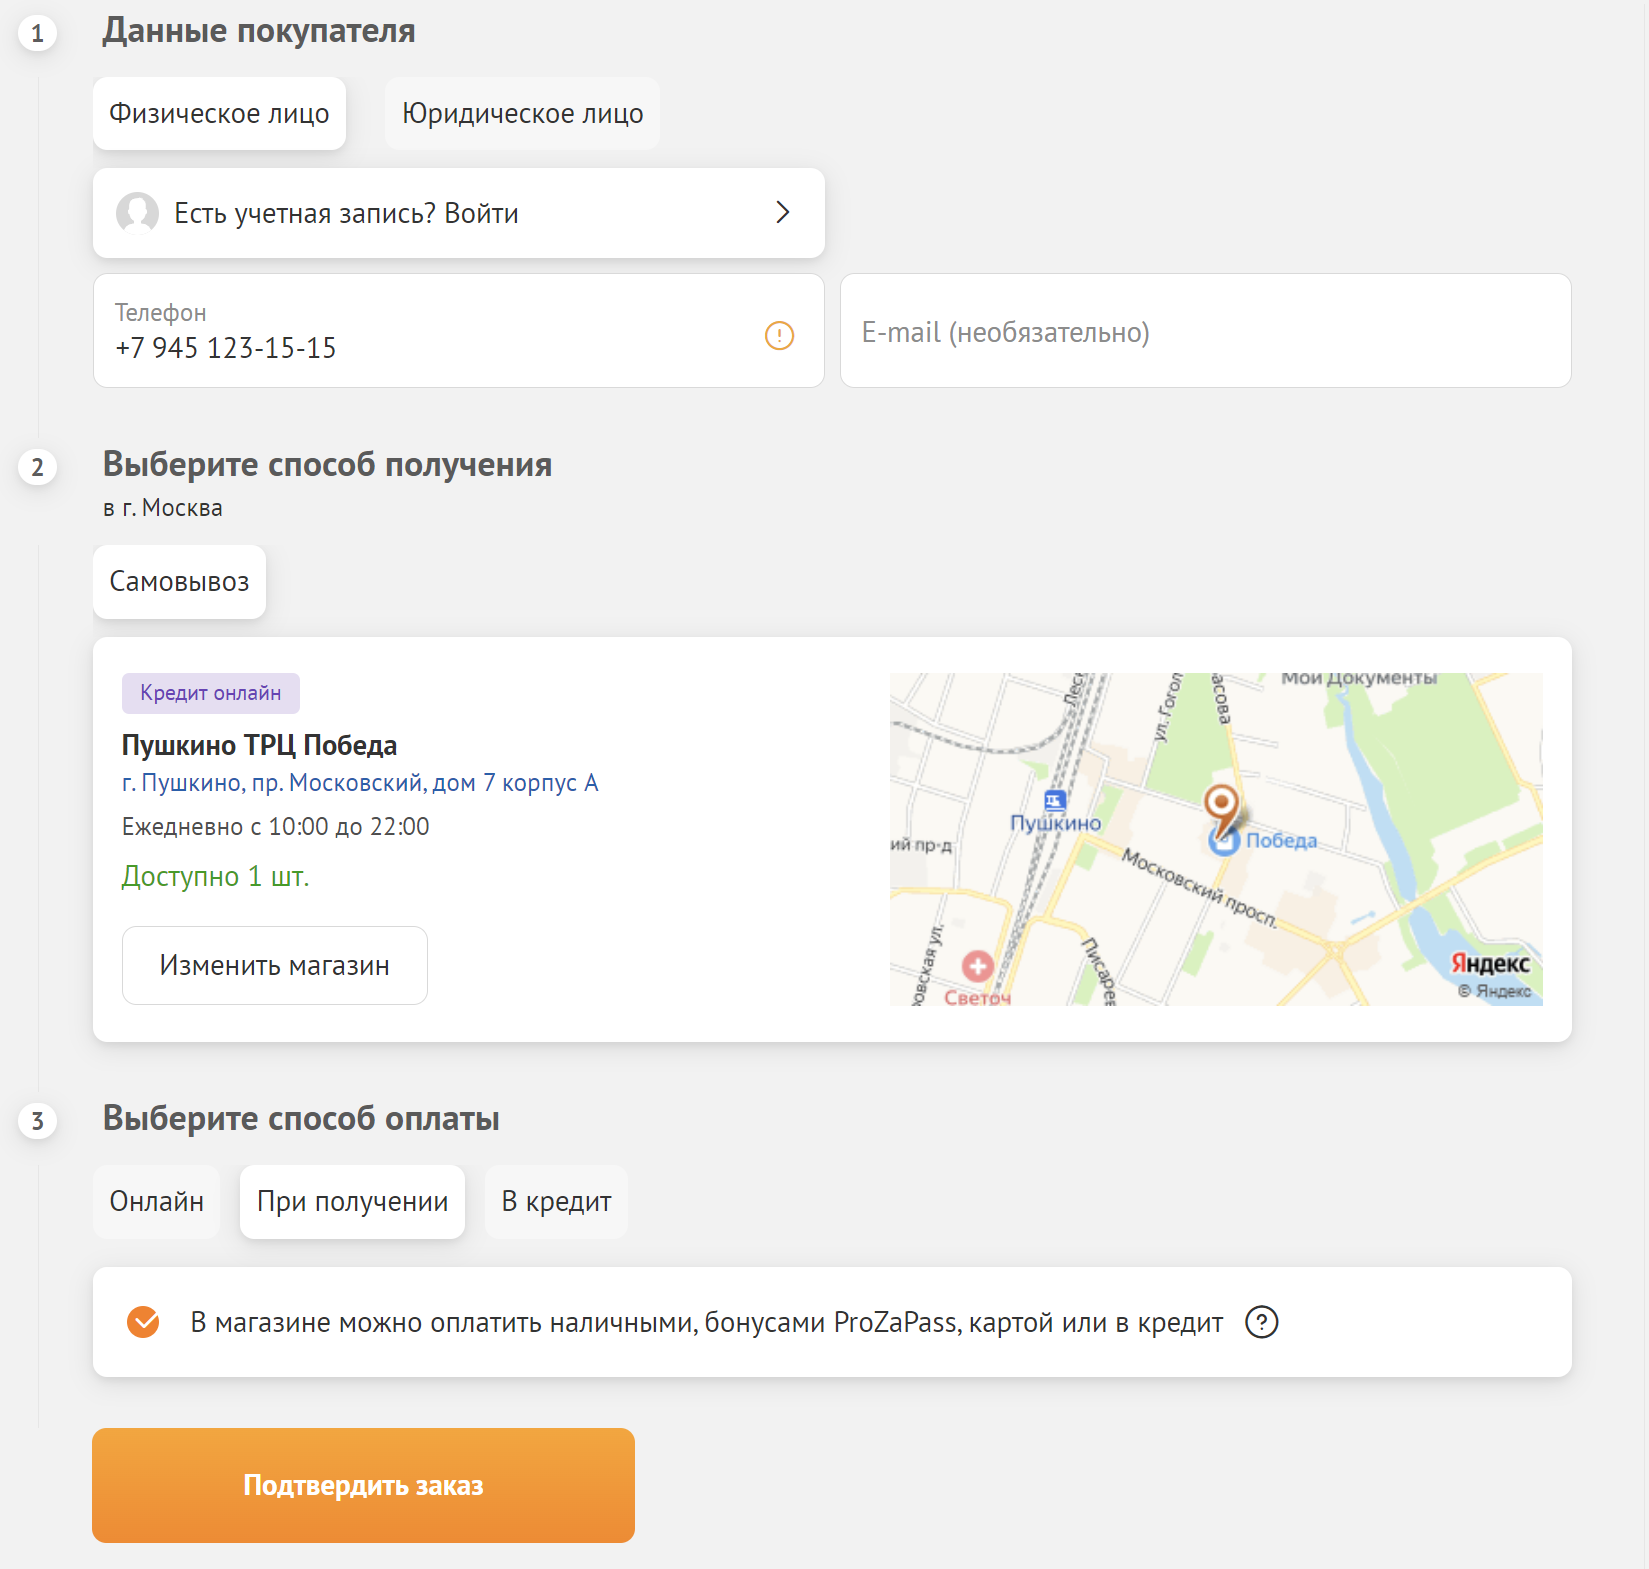 1
Данные покупателя
Физическое лицо
Юридическое лицо
Есть учетная запись? Войти
Телефон
+7 945 123-15-15
E-mail (необязательно)
2
Выберите способ получения
в г. Москва
Самовывоз
Кредит онлайн
Пушкино ТРЦ Победа
г. Пушкино, пр. Московский, дом 7 корпус А
Ежедневно с 10:00 до 22:00
Доступно 1 шт.
Изменить магазин
Мои Документы
Лесн
ул. Гогол
расова
Пушкино
Победа
ий пр-д
Московский просп.
Писарев
овская ул.
Светоч
Яндекс
© Яндекс
3
Выберите способ оплаты
Онлайн
При получении
В кредит
В магазине можно оплатить наличными, бонусами ProZaPass, картой или в кредит
Подтвердить заказ